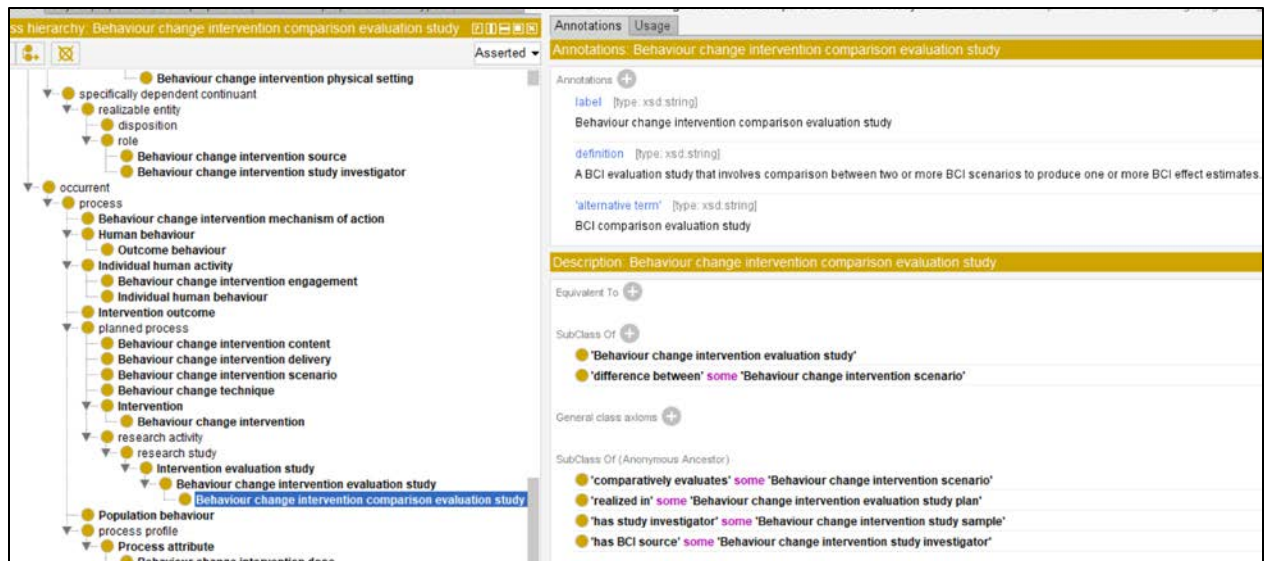 ss hierarchy: Behaviour change intervention comparison evaluation study
Asserted
Behaviour change intervention physical setting
specifically dependent continuant
realizable entity
disposition
role
Behaviour change intervention source
Behaviour change intervention study investigator
occurrent
process
Behaviour change intervention mechanism of action
Human behaviour
Outcome behaviour
Individual human activity
Behaviour change intervention engagement
Individual human behaviour
Intervention outcome
planned process
Behaviour change intervention content
Behaviour change intervention delivery
Behaviour change intervention scenario
Behaviour change technique
Intervention
Behaviour change intervention
research activity
research study
Intervention evaluation study
Behaviour change intervention evaluation study
Behaviour change intervention comparison evaluation study
Population behaviour
process profile
Process attribute
Behaviour change intervention dose
Annotations Usage
Annotations: Behaviour change intervention comparison evaluation study
Annotations
label [type: xsd:string]
Behaviour change intervention comparison evaluation study
definition [type: xsd:string]
A BCI evaluation study that involves comparison between two or more BCI scenarios to produce one or more BCI effect estimates.
'alternative term' [type: xsd:string]
BCI comparison evaluation study
Description: Behaviour change intervention comparison evaluation study
Equivalent To
SubClass Of
'Behaviour change intervention evaluation study'
'difference between' some 'Behaviour change intervention scenario'
General class axioms
SubClass Of (Anonymous Ancestor)
'comparatively evaluates' some 'Behaviour change intervention scenario'
'realized in' some 'Behaviour change intervention evaluation study plan'
'has study investigator' some 'Behaviour change intervention study sample'
'has BCI source' some 'Behaviour change intervention study investigator'